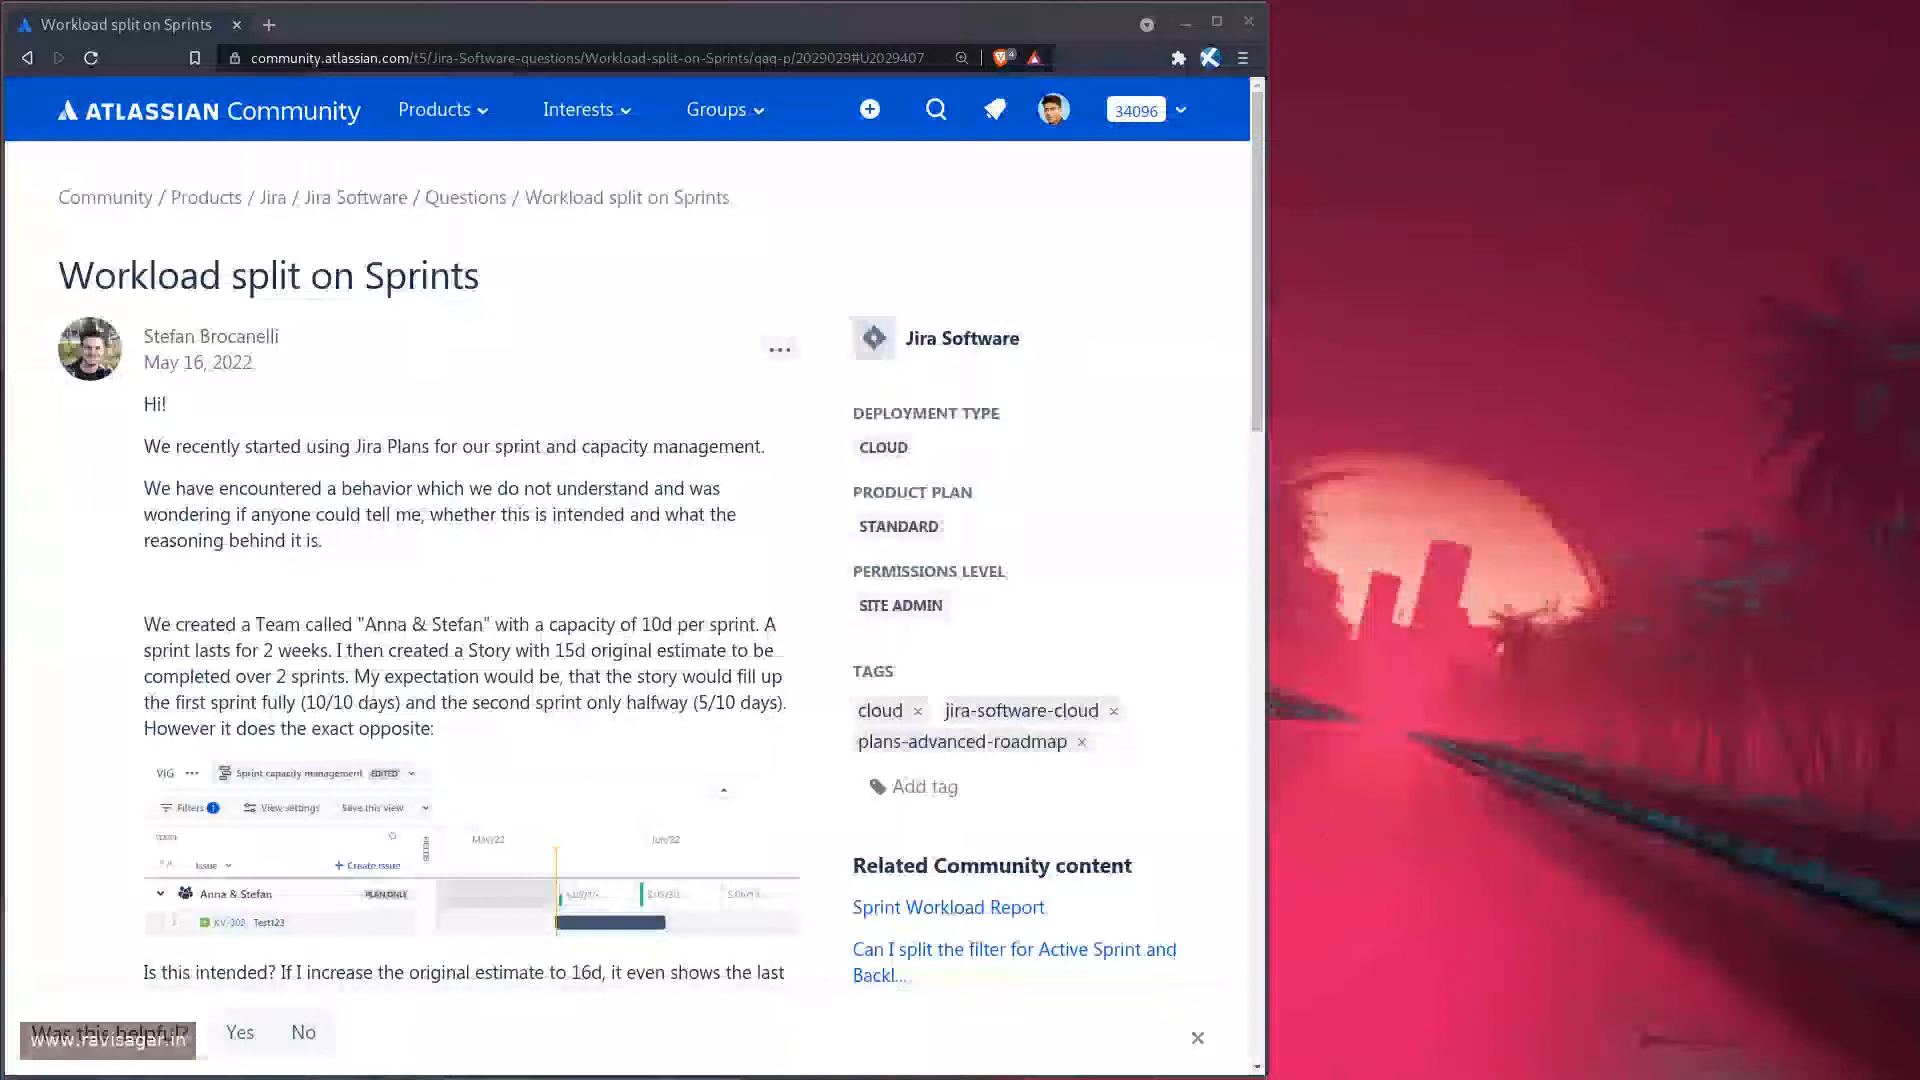 Workload split on Sprints
community.atlassian.com/t5/Jira-Software-questions/Workload-split-on-Sprints/qaq-p/2029029#U2029407
4
ATLASSIAN Community
Products
Interests
Groups
34096
Community / Products / Jira / Jira Software / Questions / Workload split on Sprints
Workload split on Sprints
Stefan Brocanelli
May 16, 2022
Hi!
We recently started using Jira Plans for our sprint and capacity management.
We have encountered a behavior which we do not understand and was
wondering if anyone could tell me, whether this is intended and what the
reasoning behind it is.
We created a Team called "Anna & Stefan" with a capacity of 10d per sprint. A
sprint lasts for 2 weeks. I then created a Story with 15d original estimate to be
completed over 2 sprints. My expectation would be, that the story would fill up
the first sprint fully (10/10 days) and the second sprint only halfway (5/10 days).
However it does the exact opposite:
VIG
Sprint capacity management EDITED
Filters 1
View settings
Save this view
May/22
Jun/22
Issue
+ Create issue
Anna & Stefan
PLAN ONLY
1
Test123
Is this intended? If I increase the original estimate to 16d, it even shows the last
Jira Software
DEPLOYMENT TYPE
CLOUD
PRODUCT PLAN
STANDARD
PERMISSIONS LEVEL
SITE ADMIN
TAGS
cloud ×
jira-software-cloud ×
plans-advanced-roadmap ×
Add tag
Related Community content
Sprint Workload Report
Can I split the filter for Active Sprint and
Backl...
Was this helpful?
Yes
No
www.ravisagar.in